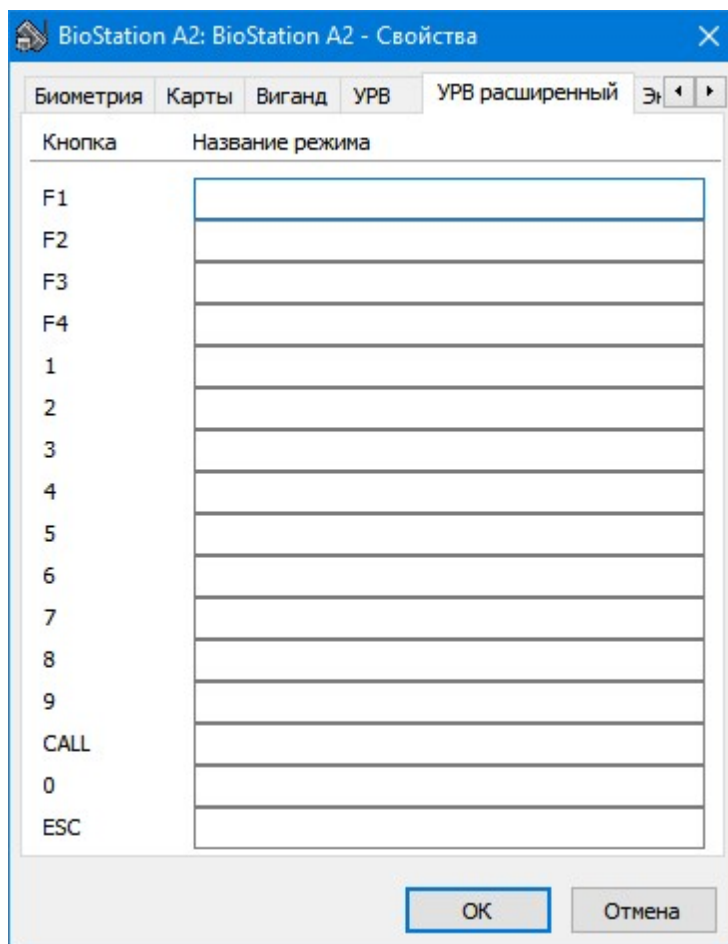 BioStation A2: BioStation A2 - Свойства
Биометрия Карты Виганд УРВ УРВ расширенный
Кнопка Название режима
F1
F2
F3
F4
1
2
3
4
5
6
7
8
9
CALL
0
ESC
ОК Отмена